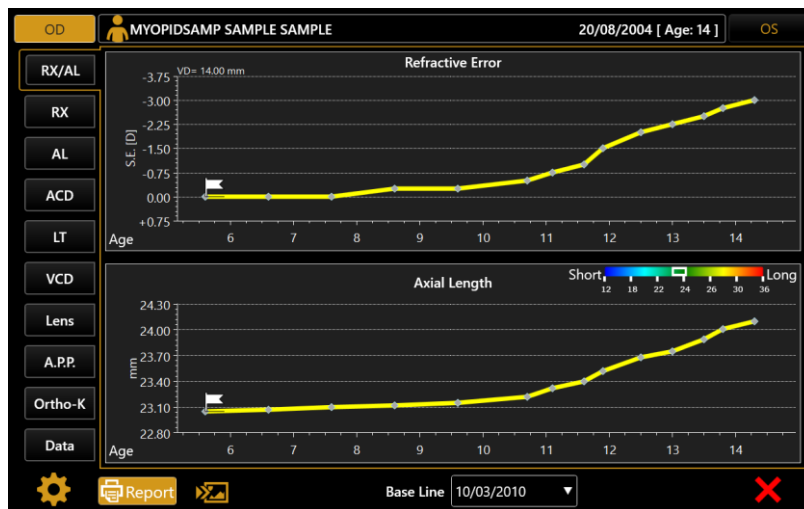 OD MYOPIDSAMP SAMPLE SAMPLE 20/08/2004 [ Age: 14 ] OS
RX/AL
RX
AL
ACD
LT
VCD
Lens
A.P.P.
Ortho-K
Data
Refractive Error
VD= 14.00 mm
S.E. [D]
-3.75
-3.00
-2.25
-1.50
-0.75
0.00
+0.75
Age 6 7 8 9 10 11 12 13 14
Axial Length
Short Long
12 18 22 24 26 30 36
mm
24.30
24.00
23.70
23.40
23.10
22.80
Age 6 7 8 9 10 11 12 13 14
Report Base Line 10/03/2010